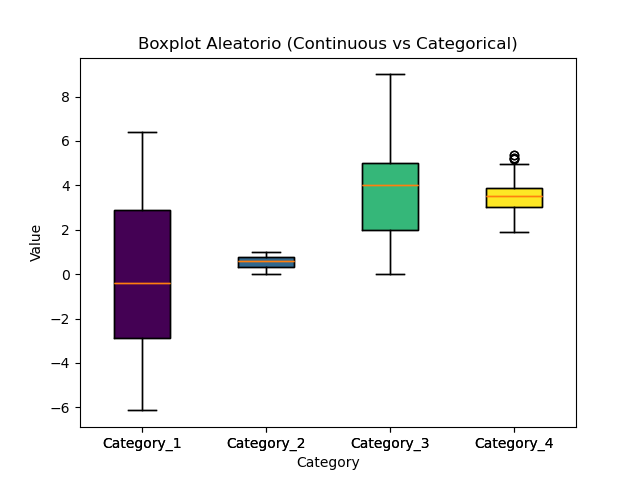 Boxplot Aleatorio (Continuous vs Categorical)
Value
8
6
4
2
0
−2
−4
−6
Category_1 Category_2 Category_3 Category_4
Category